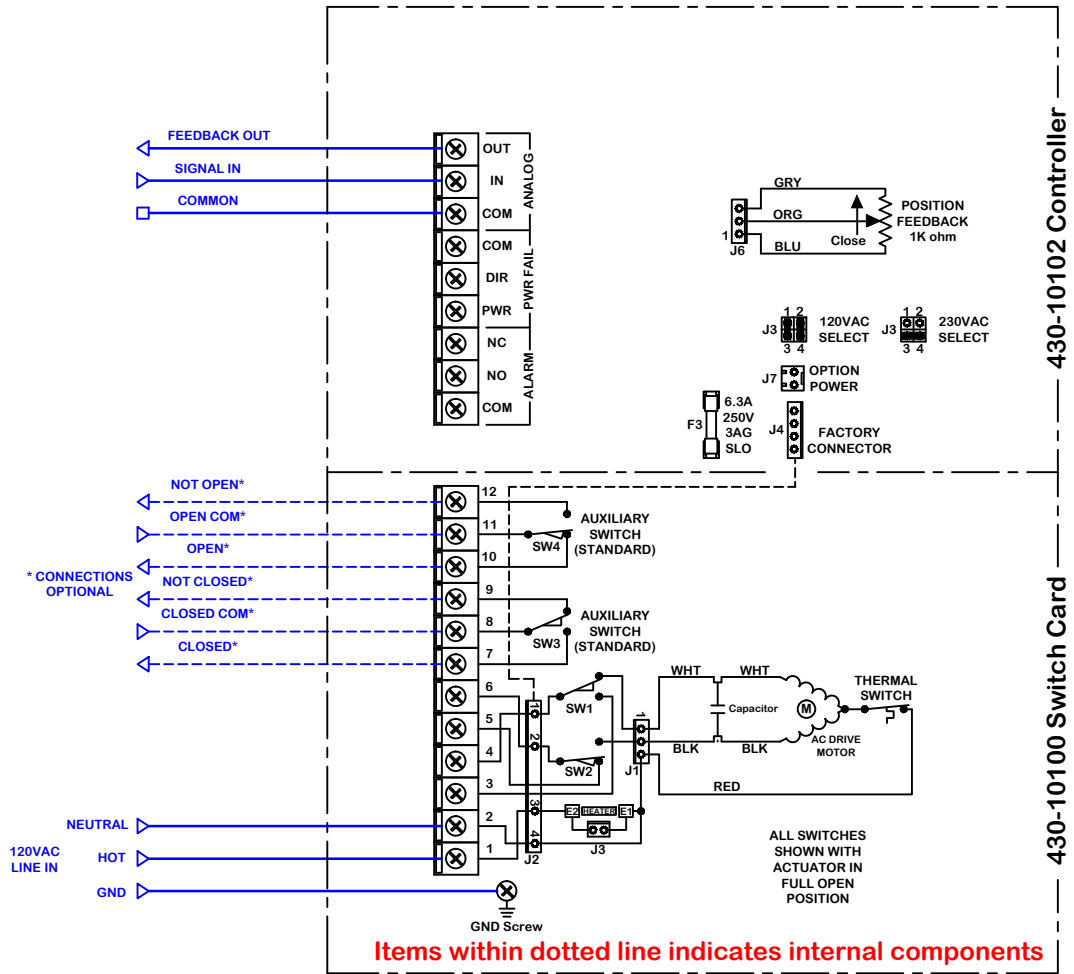 430-10102 Controller
FEEDBACK OUT
SIGNAL IN
COMMON
OUT
IN
COM
ANALOG
COM
DIR
PWR
PWR FAIL
NC
NO
COM
ALARM
GRY
ORG
BLU
1
J6
Close
POSITION
FEEDBACK
1K ohm
1 2
J3
3 4
120VAC
SELECT
1 2
J3
3 4
230VAC
SELECT
J7
OPTION
POWER
F3
6.3A
250V
3AG
SLO
J4
FACTORY
CONNECTOR
430-10100 Switch Card
NOT OPEN*
OPEN COM*
OPEN*
* CONNECTIONS
OPTIONAL
NOT CLOSED*
CLOSED COM*
CLOSED*
12
11
10
9
8
7
6
5
4
3
2
1
SW4
AUXILIARY
SWITCH
(STANDARD)
SW3
AUXILIARY
SWITCH
(STANDARD)
SW1
SW2
1
2
3
4
J2
1
J1
WHT
WHT
Capacitor
M
BLK
BLK
AC DRIVE
MOTOR
THERMAL
SWITCH
RED
E2
HEATER
E1
J3
NEUTRAL
120VAC
LINE IN
HOT
GND
GND Screw
ALL SWITCHES
SHOWN WITH
ACTUATOR IN
FULL OPEN
POSITION
Items within dotted line indicates internal components